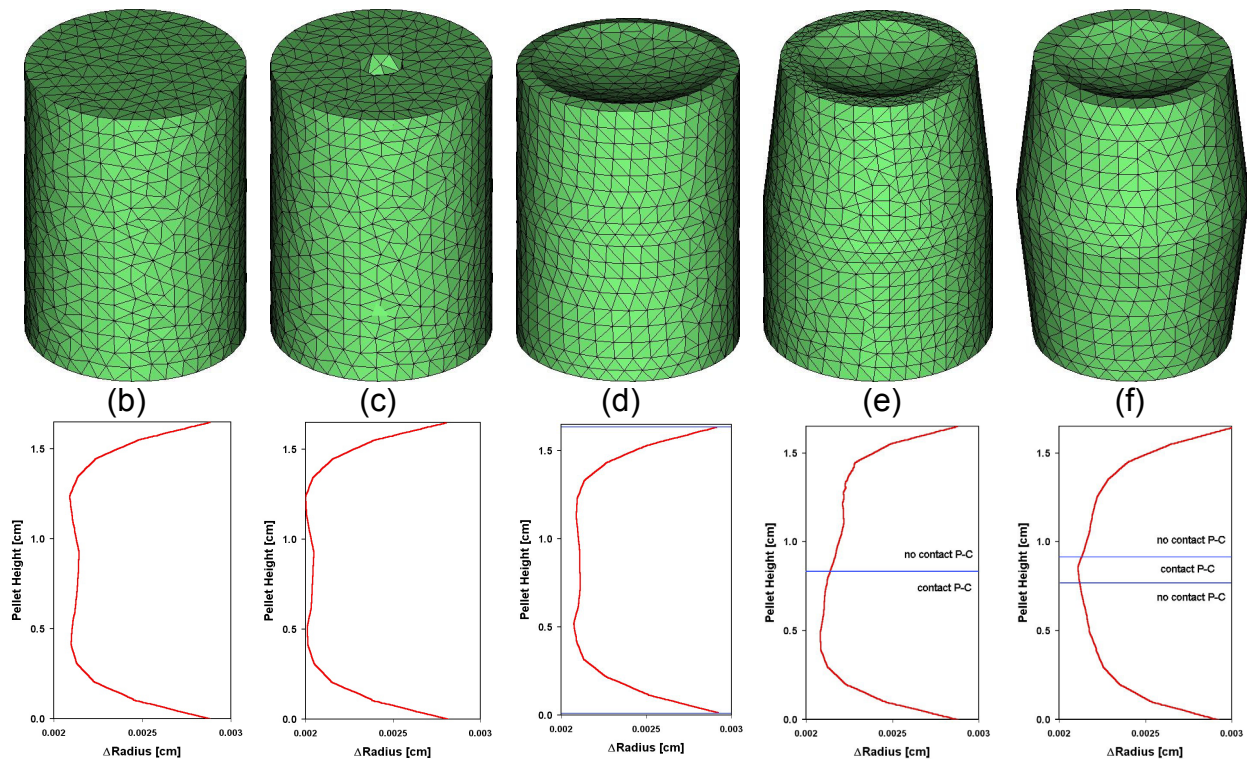 (b) (c) (d) (e) (f)
Pellet Height [cm]
1.5
1.0
0.5
0.0
0.002 0.0025 0.003
ΔRadius [cm]
Pellet Height [cm]
1.5
1.0
0.5
0.0
0.002 0.0025 0.003
ΔRadius [cm]
Pellet Height [cm]
1.5
1.0
0.5
0.0
0.002 0.0025 0.003
ΔRadius [cm]
Pellet Height [cm]
1.5
1.0
0.5
0.0
no contact P-C
contact P-C
0.002 0.0025 0.003
ΔRadius [cm]
Pellet Height [cm]
1.5
1.0
0.5
0.0
no contact P-C
contact P-C
no contact P-C
0.002 0.0025 0.003
ΔRadius [cm]